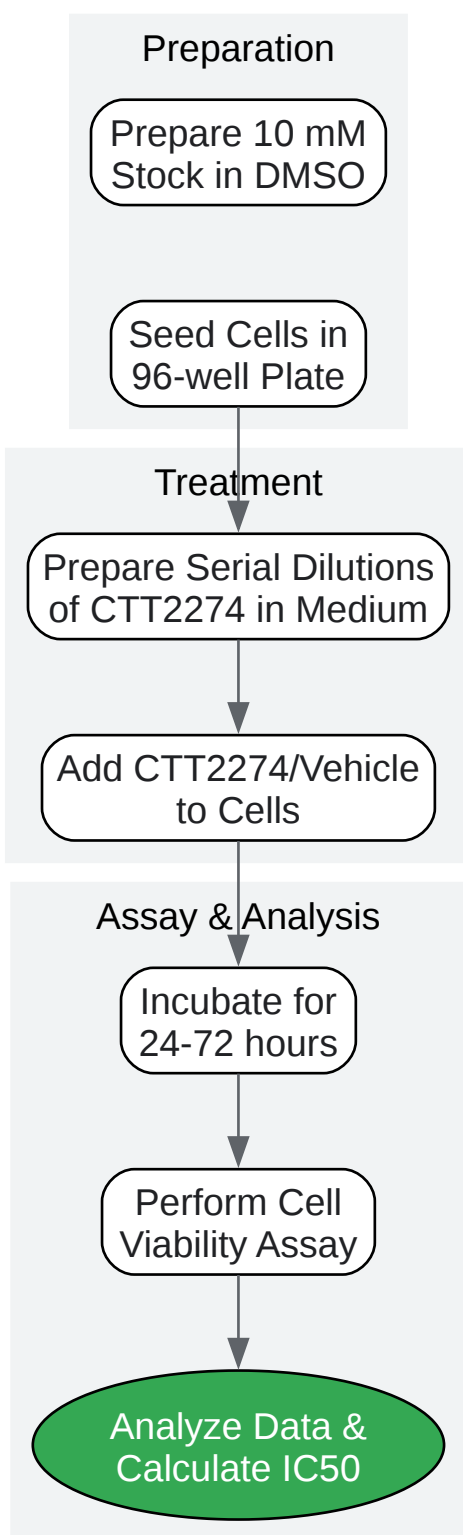 Preparation
Prepare 10 mM
Stock in DMSO
Seed Cells in
96-well Plate
Treatment
Prepare Serial Dilutions
of CTT2274 in Medium
Add CTT2274/Vehicle
to Cells
Assay & Analysis
Incubate for
24-72 hours
Perform Cell
Viability Assay
Analyze Data &
Calculate IC50